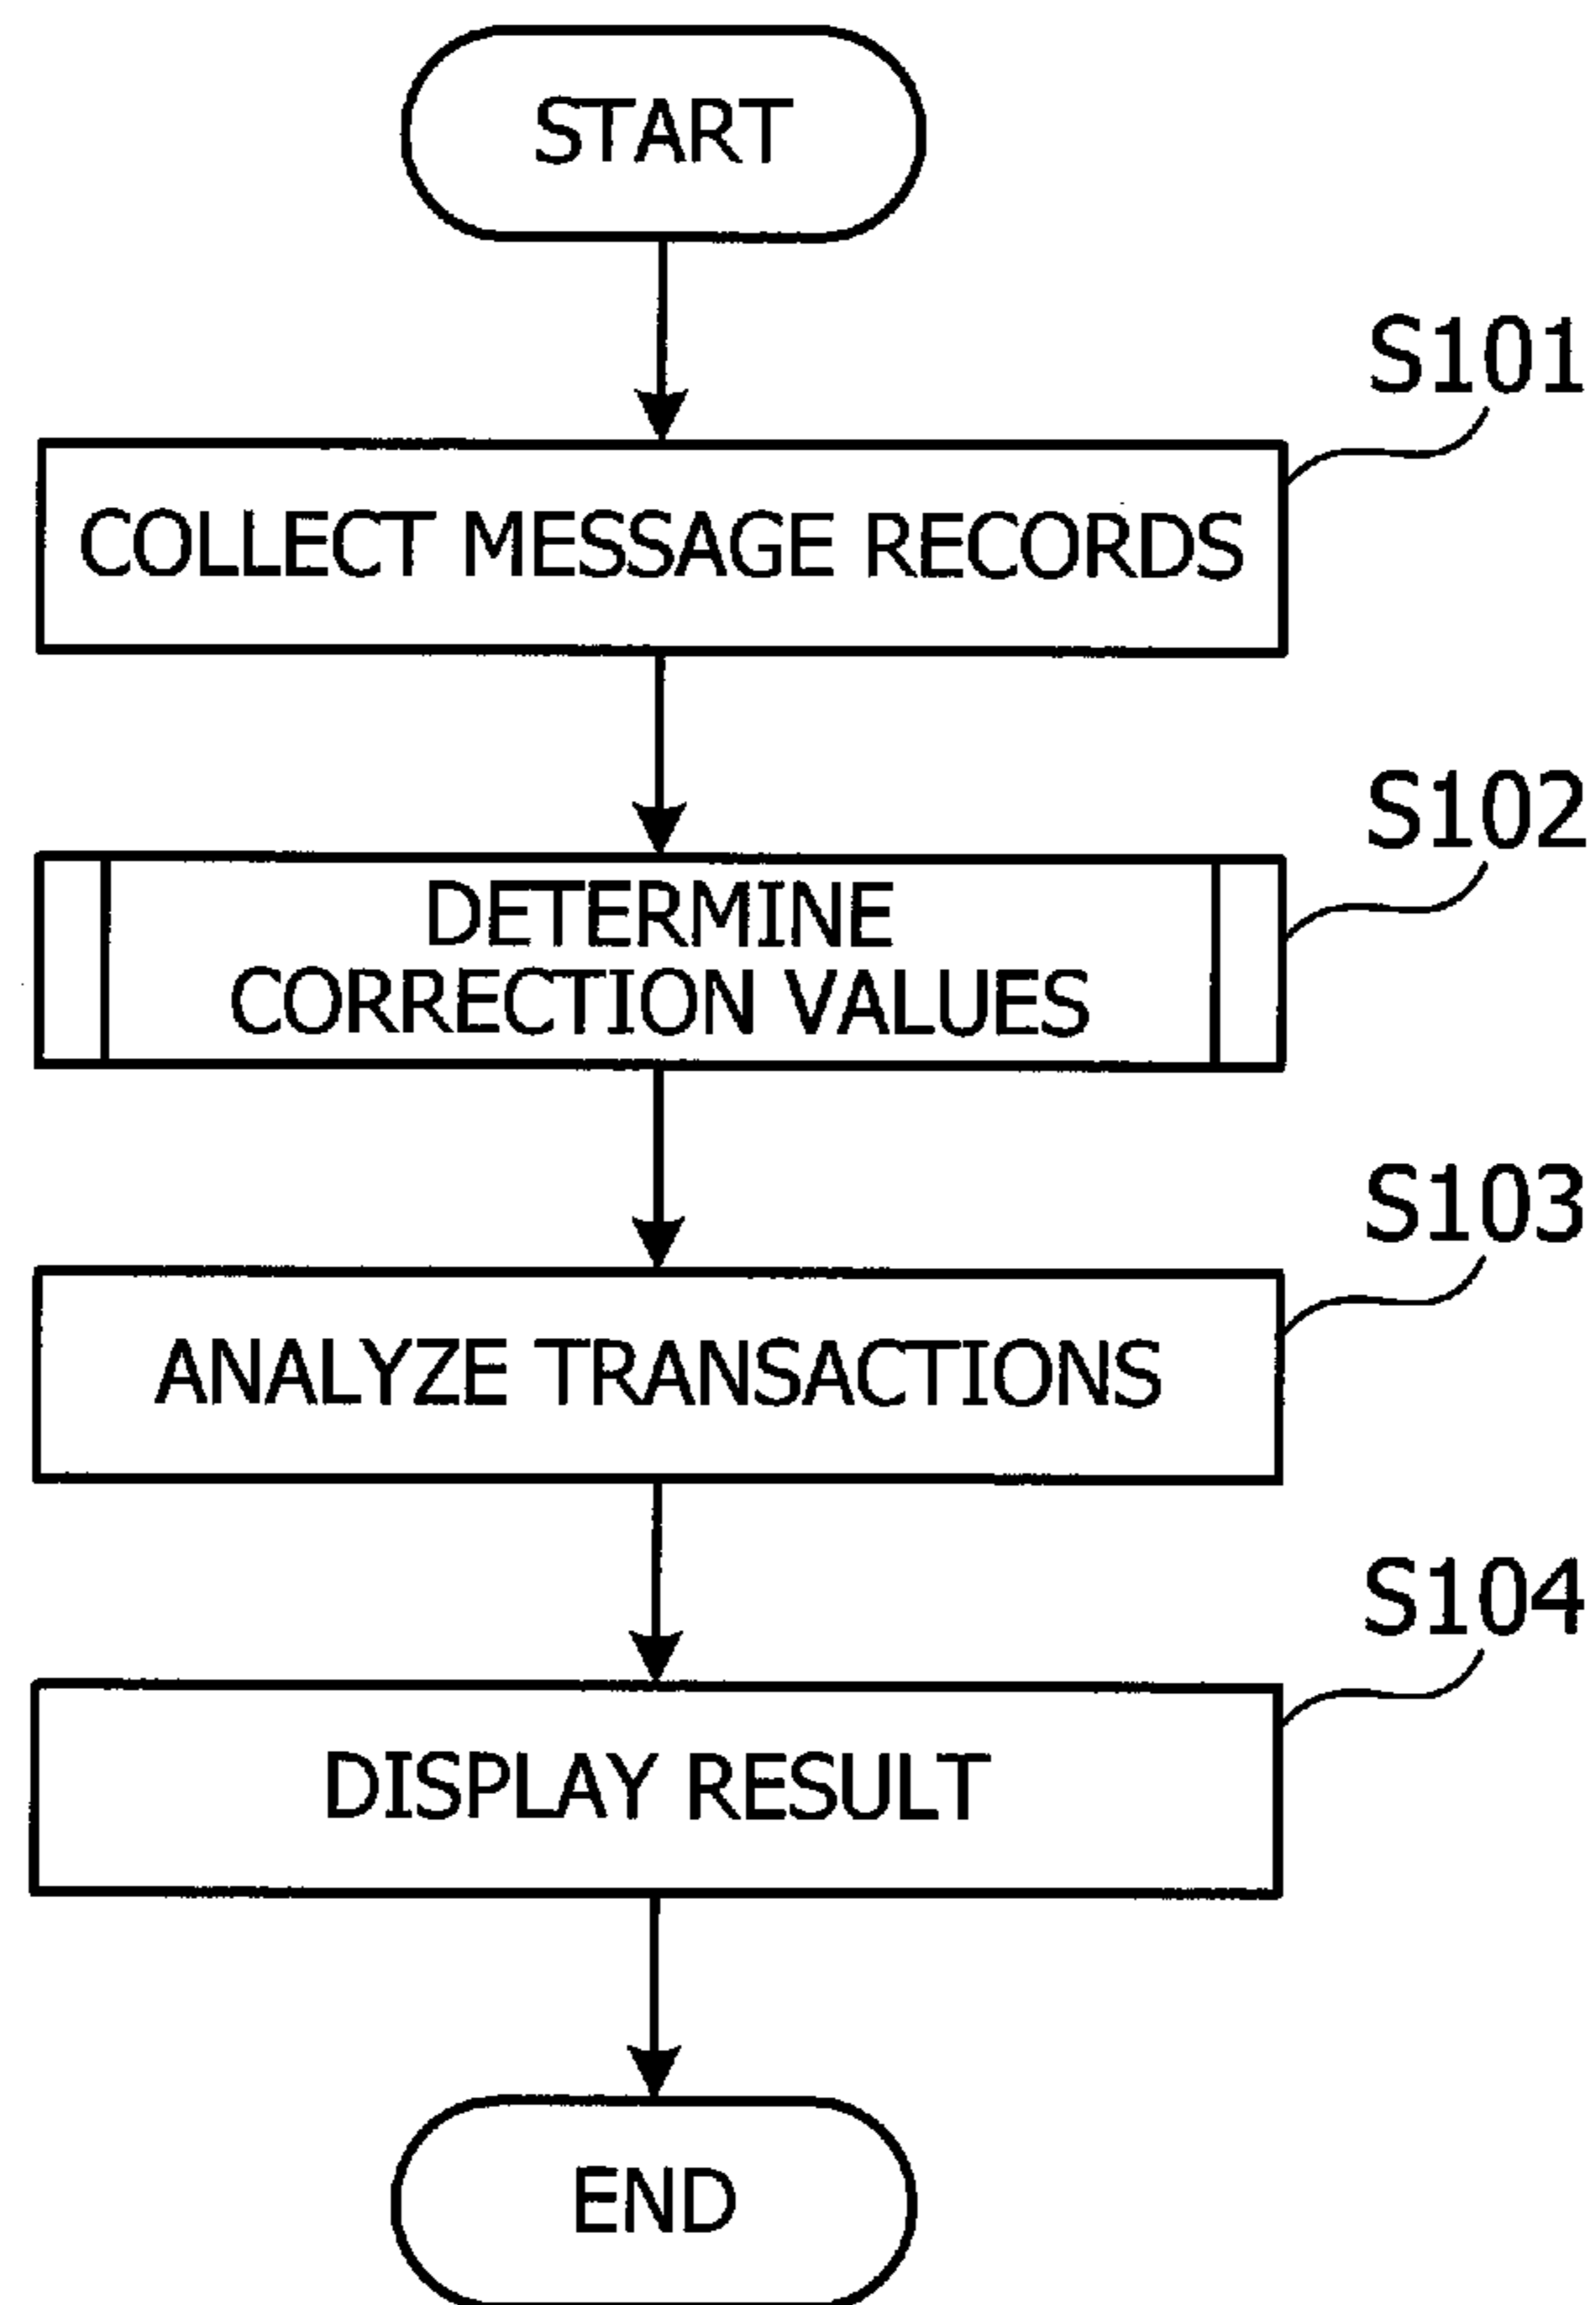 START
S101
COLLECT MESSAGE RECORDS
S102
DETERMINE
CORRECTION VALUES
S103
ANALYZE TRANSACTIONS
S104
DISPLAY RESULT
END